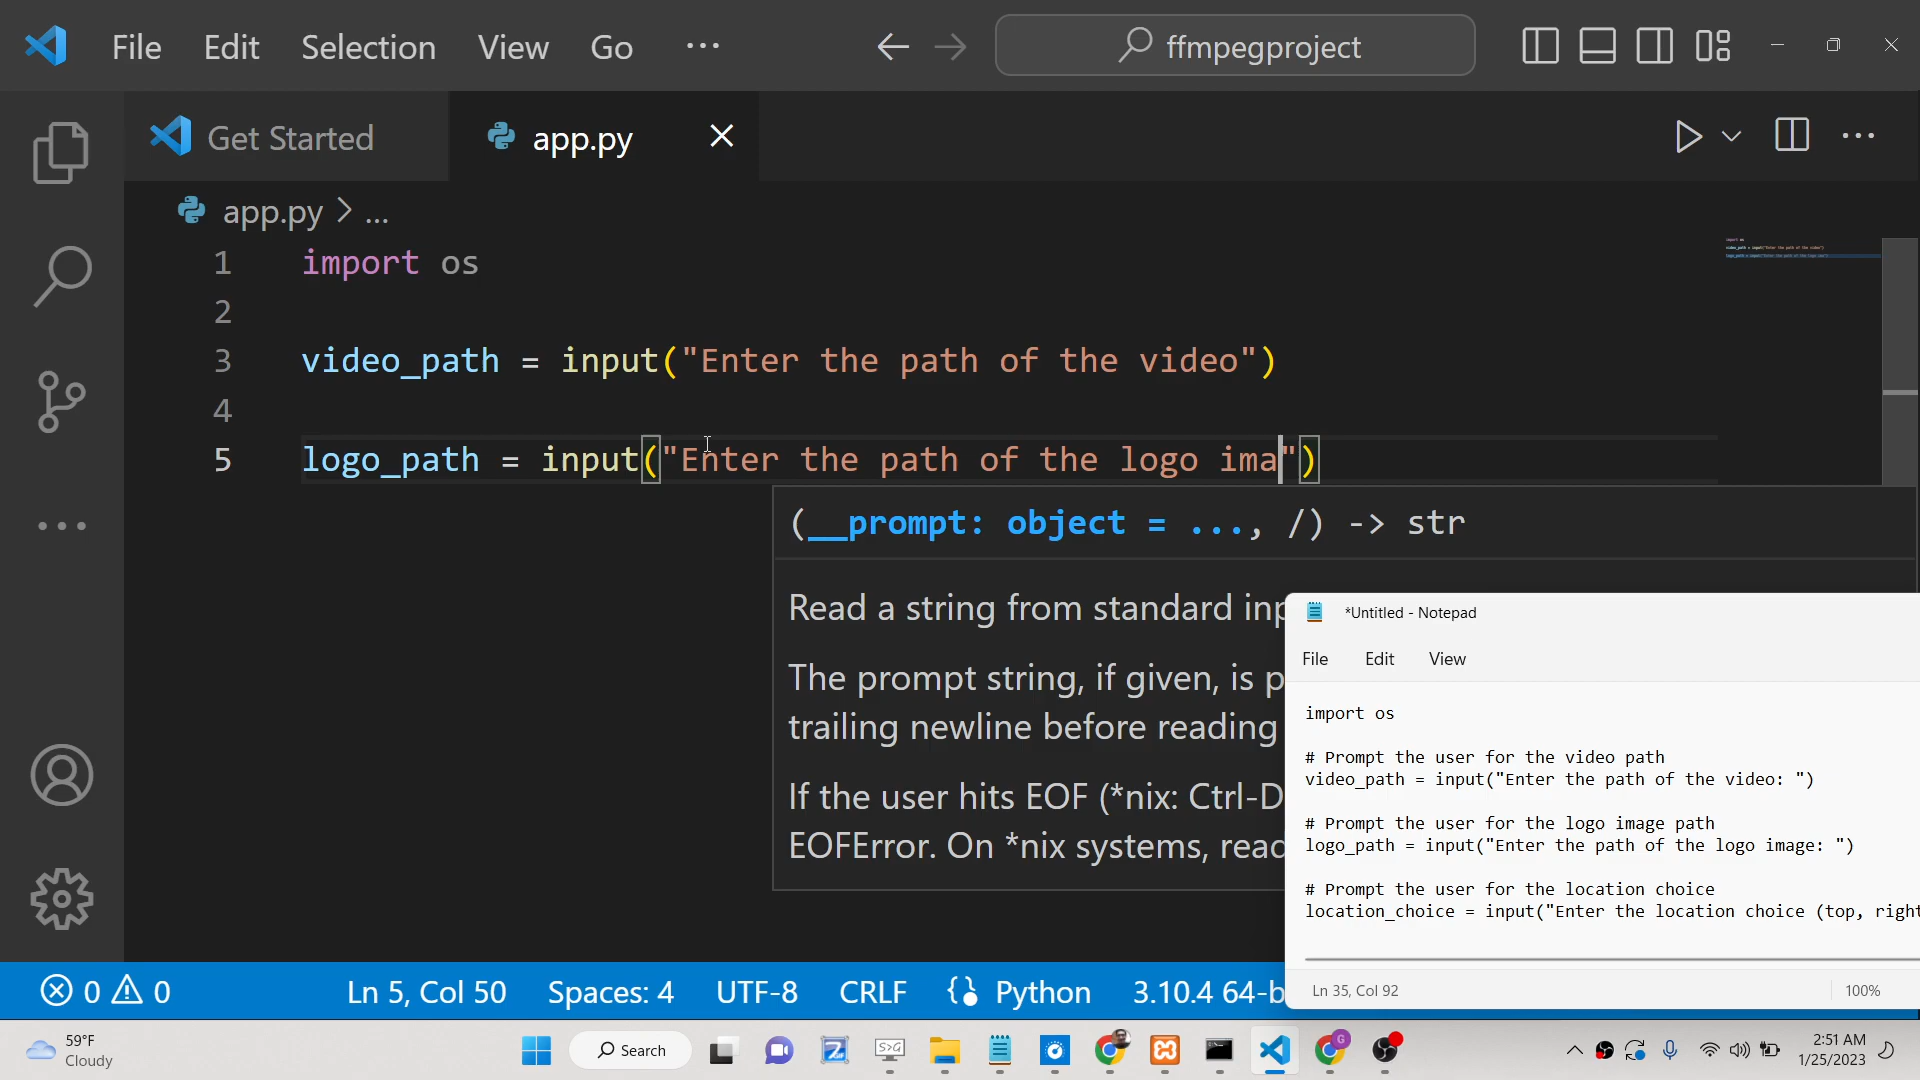 File Edit Selection View Go ··· ffmpegproject
Get Started app.py
app.py > ...
1 import os
2
3 video_path = input("Enter the path of the video")
4
5 logo_path = input("Enter the path of the logo ima")
(__prompt: object = ..., /) -> str
Read a string from standard inp
The prompt string, if given, is p
trailing newline before reading
If the user hits EOF (*nix: Ctrl-D
EOFError. On *nix systems, read
*Untitled - Notepad
File Edit View
import os
# Prompt the user for the video path
video_path = input("Enter the path of the video: ")
# Prompt the user for the logo image path
logo_path = input("Enter the path of the logo image: ")
# Prompt the user for the location choice
location_choice = input("Enter the location choice (top, right
Ln 35, Col 92 100%
0 0 Ln 5, Col 50 Spaces: 4 UTF-8 CRLF Python 3.10.4 64-b
59°F
Cloudy
Search
2:51 AM
1/25/2023